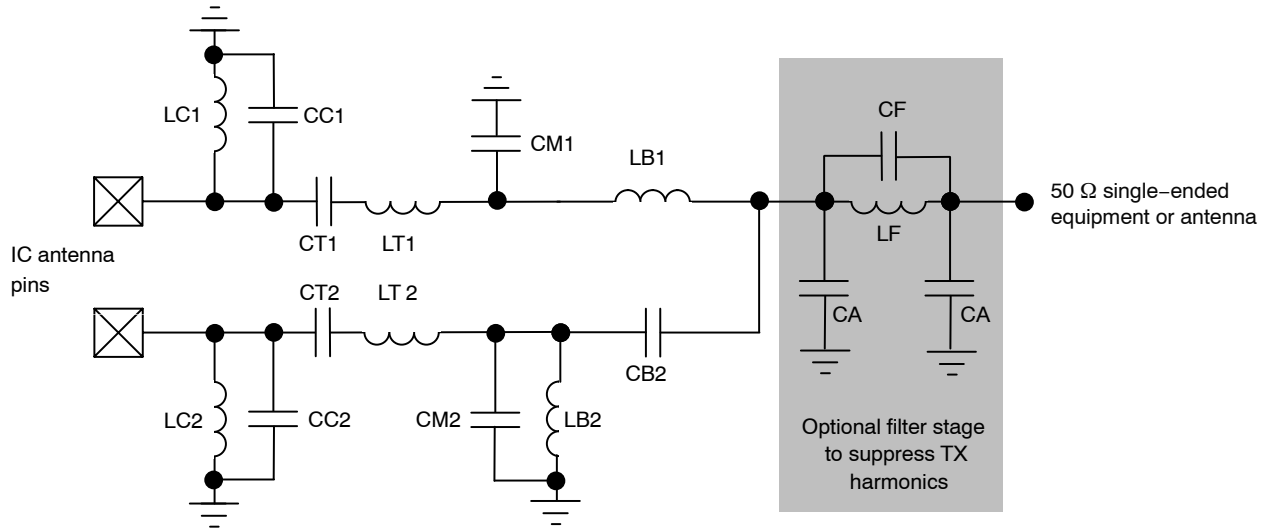 LC1
CC1
CM1
LB1
CF
50 Ω single−ended
equipment or antenna
CT1
LT1
LF
IC antenna
pins
CT2
LT 2
CA
CA
CB2
LC2
CC2
CM2
LB2
Optional filter stage
to suppress TX
harmonics